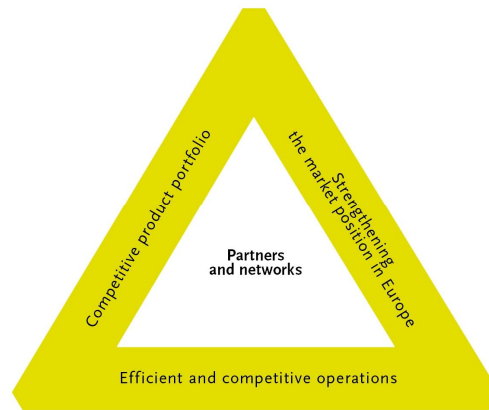 Competitive product portfolio
Strengthening
the market position in Europe
Partners
and networks
Efficient and competitive operations